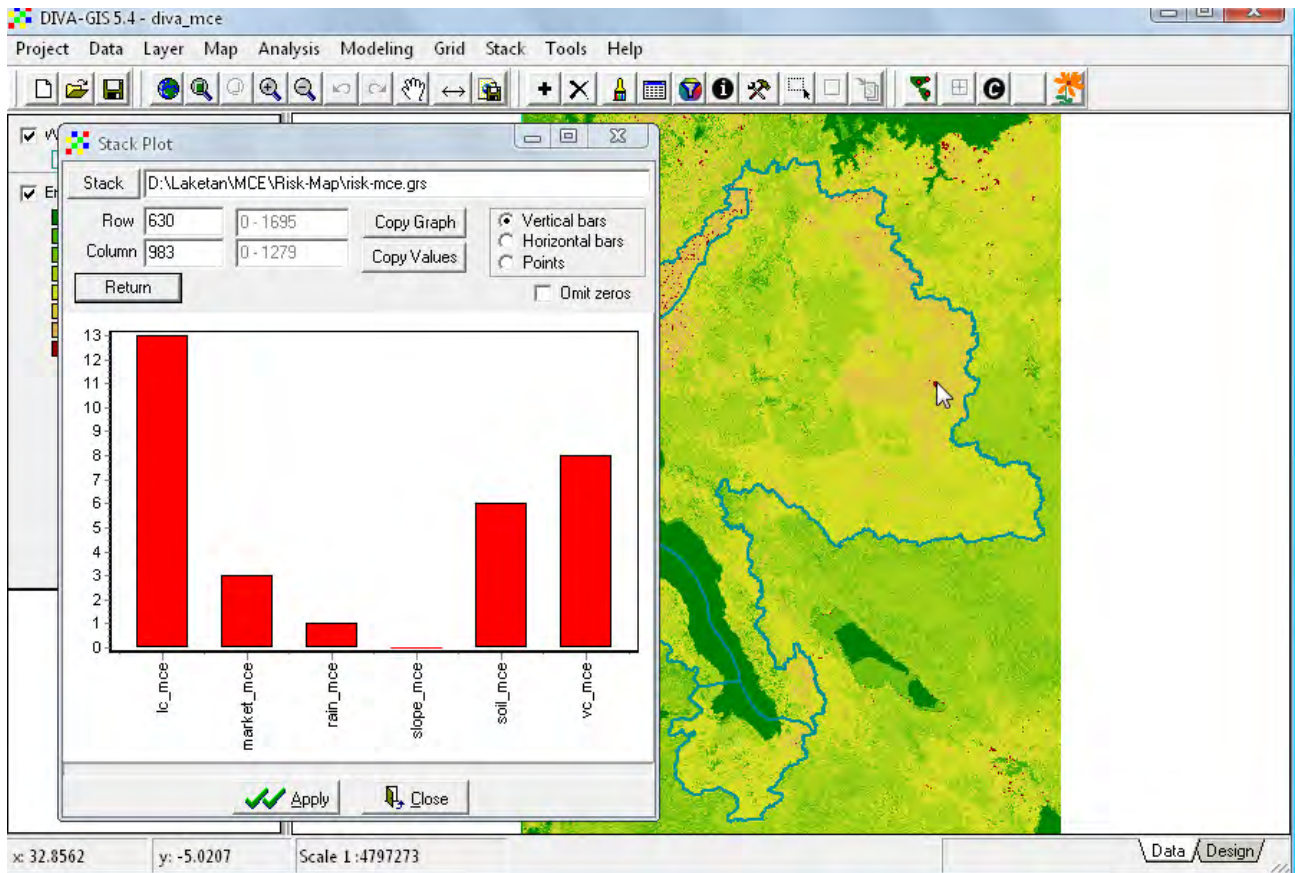 DIVA-GIS 5.4 - diva_mce
Project Data Layer Map Analysis Modeling Grid Stack Tools Help
Stack Plot
Stack D:\Laketan\MCE\Risk-Map\risk-mce.grs
Row 630 0 - 1695 Copy Graph Vertical bars
Horizontal bars
Column 983 0 - 1279 Copy Values Points
Return Omit zeros
13
12
11
10
9
8
7
6
5
4
3
2
1
0
lc_mce market_mce rain_mce slope_mce soil_mce vc_mce
Apply Close
x: 32.8562 y: -5.0207 Scale 1 :4797273 Data Design